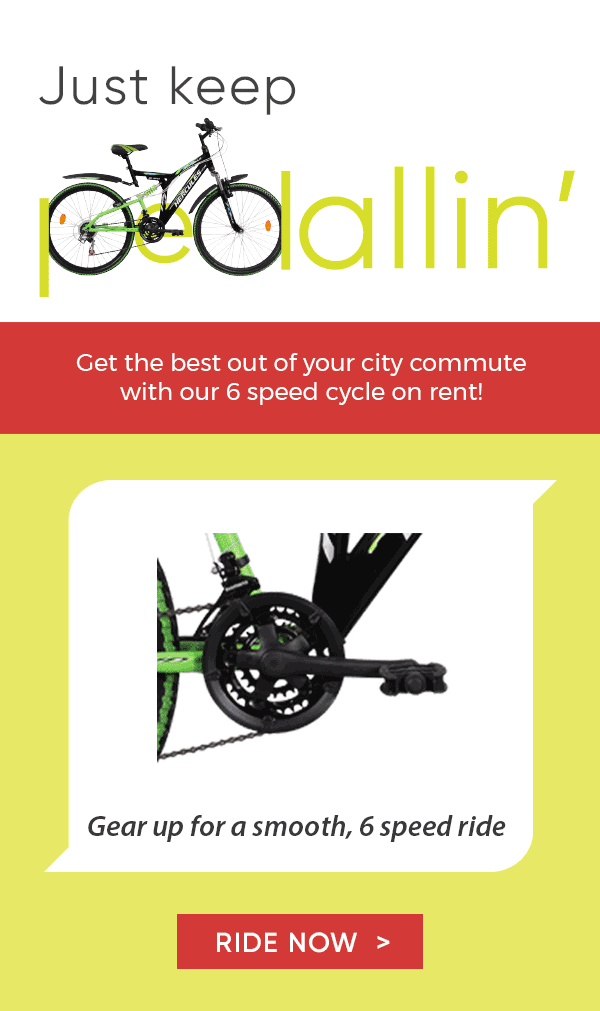 Just keep
pedallin’
HERCULES
Get the best out of your city commute
with our 6 speed cycle on rent!
Gear up for a smooth, 6 speed ride
RIDE NOW >